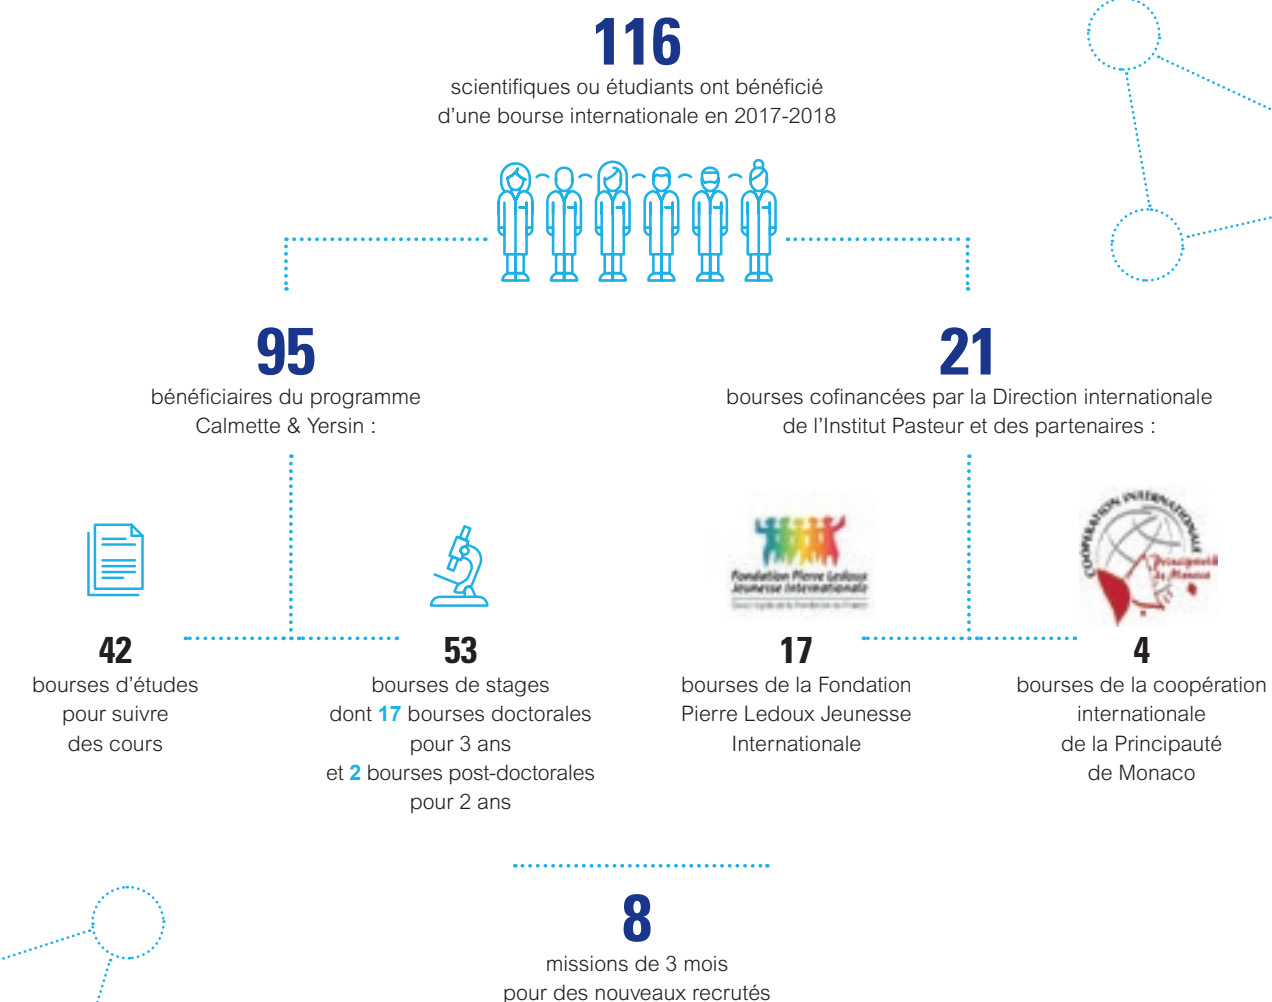 116
scientifiques ou étudiants ont bénéficié
d'une bourse internationale en 2017-2018
95
bénéficiaires du programme
Calmette & Yersin :
21
bourses cofinancées par la Direction internationale
de l'Institut Pasteur et des partenaires :
42
bourses d'études
pour suivre
des cours
53
bourses de stages
dont 17 bourses doctorales
pour 3 ans
et 2 bourses post-doctorales
pour 2 ans
Fondation Pierre Ledoux
Jeunesse Internationale
17
bourses de la Fondation
Pierre Ledoux Jeunesse
Internationale
COOPÉRATION INTERNATIONALE
Principauté
de Monaco
4
bourses de la coopération
internationale
de la Principauté
de Monaco
8
missions de 3 mois
pour des nouveaux recrutés